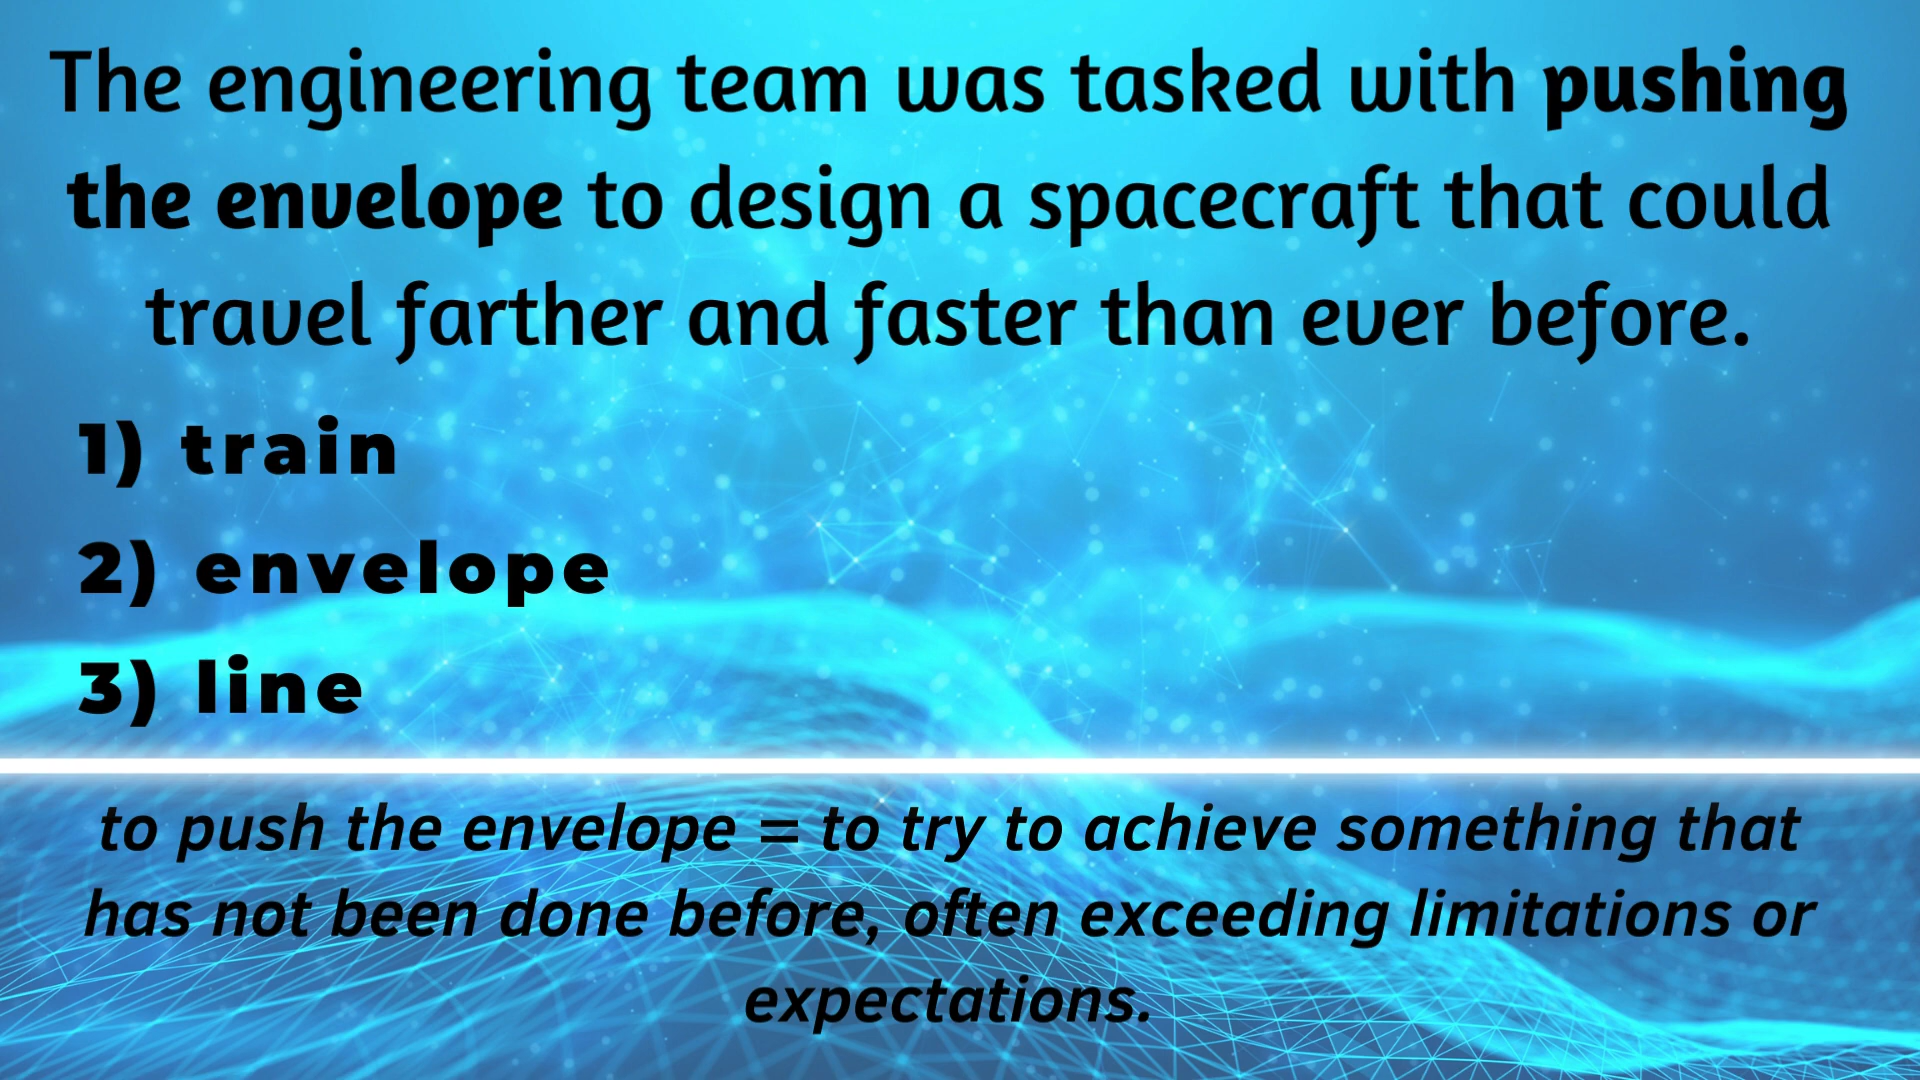 The engineering team was tasked with pushing
the envelope to design a spacecraft that could
travel farther and faster than ever before.
1) train
2) envelope
3) line
to push the envelope = to try to achieve something that
has not been done before, often exceeding limitations or
expectations.